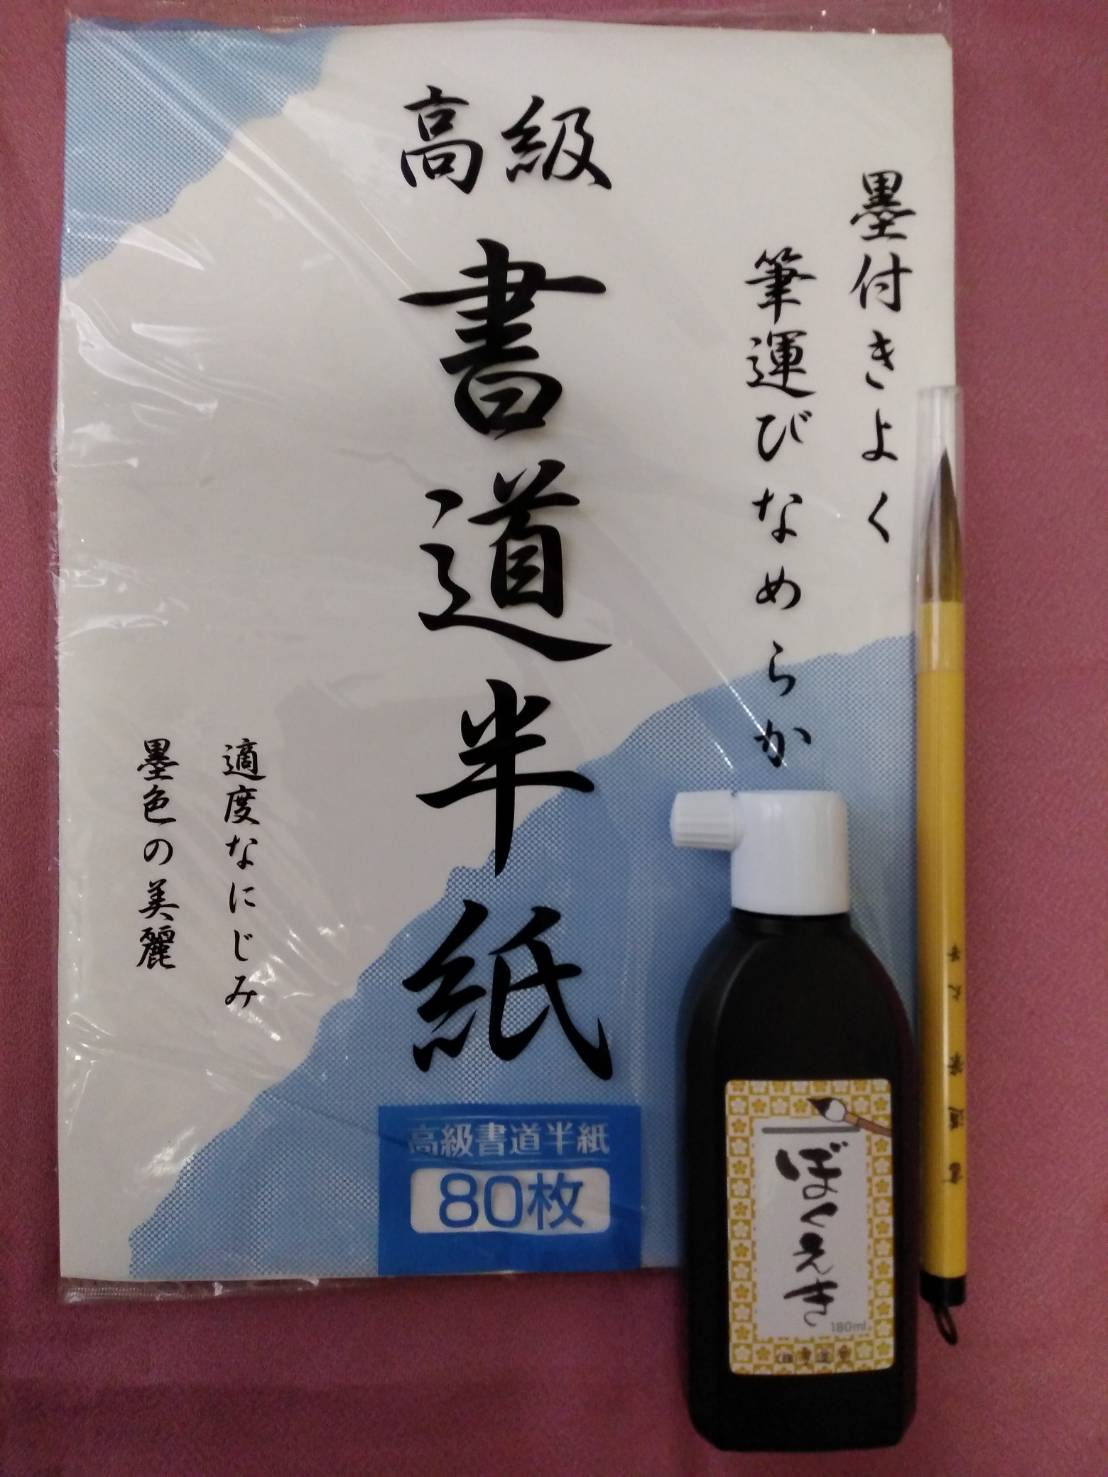 高級
書道半紙
墨付きよく
筆運びなめらか
適度なにじみ
墨色の美麗
高級書道半紙
80枚
ぼくえき
180ml